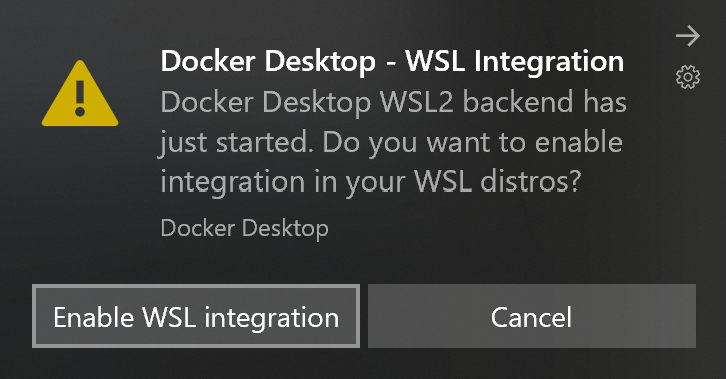 Docker Desktop - WSL Integration
Docker Desktop WSL2 backend has
just started. Do you want to enable
integration in your WSL distros?
Docker Desktop
Enable WSL integration
Cancel